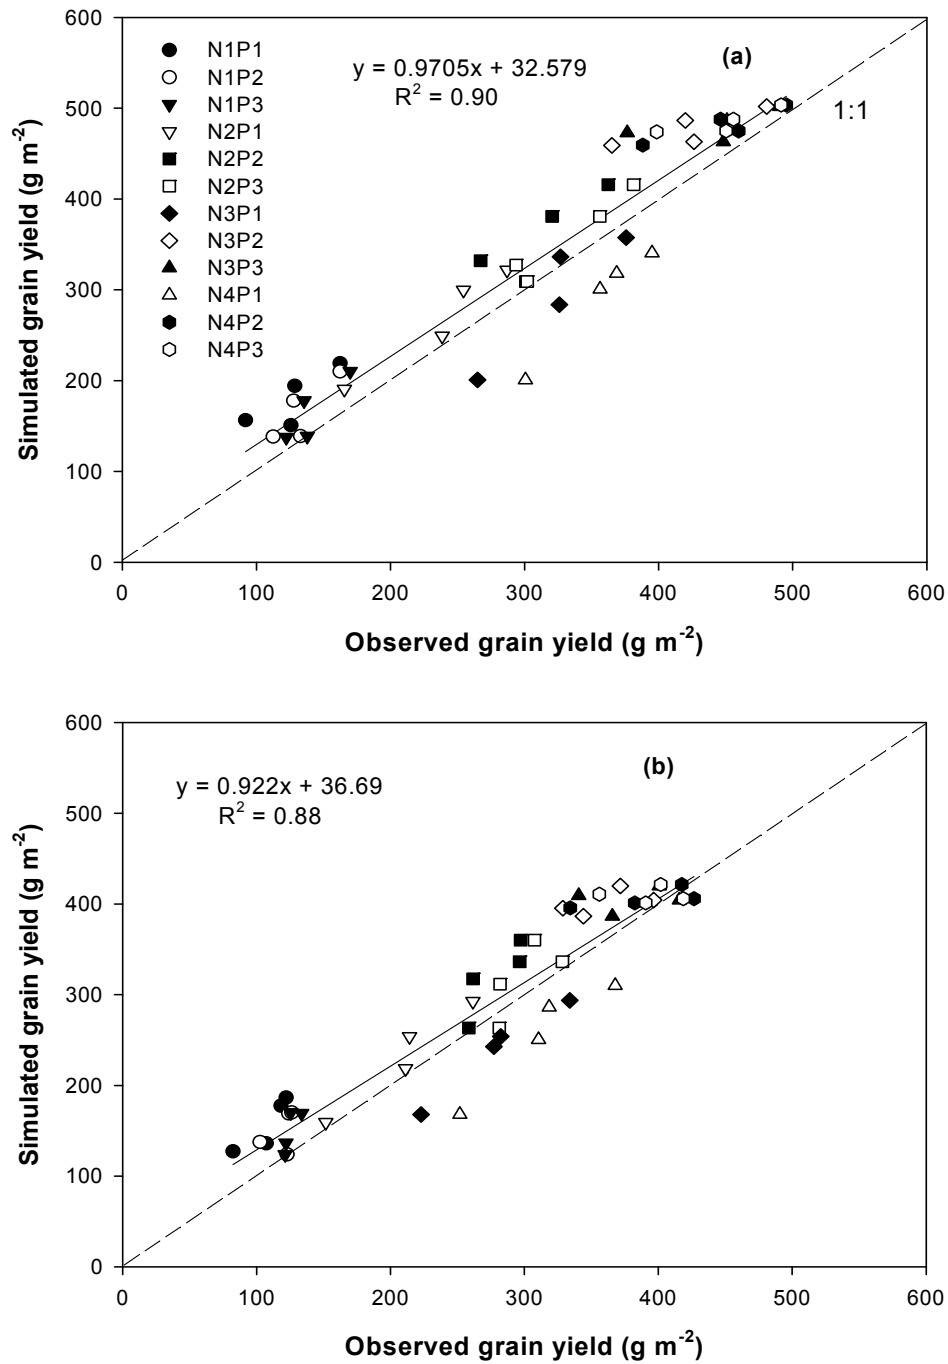 600
500
400
300
200
100
0
Simulated grain yield (g m-2)
N1P1
N1P2
N1P3
N2P1
N2P2
N2P3
N3P1
N3P2
N3P3
N4P1
N4P2
N4P3
y = 0.9705x + 32.579
R2 = 0.90
(a)
1:1
0 100 200 300 400 500 600
Observed grain yield (g m-2)
600
500
400
300
200
100
0
Simulated grain yield (g m-2)
y = 0.922x + 36.69
R2 = 0.88
(b)
0 100 200 300 400 500 600
Observed grain yield (g m-2)